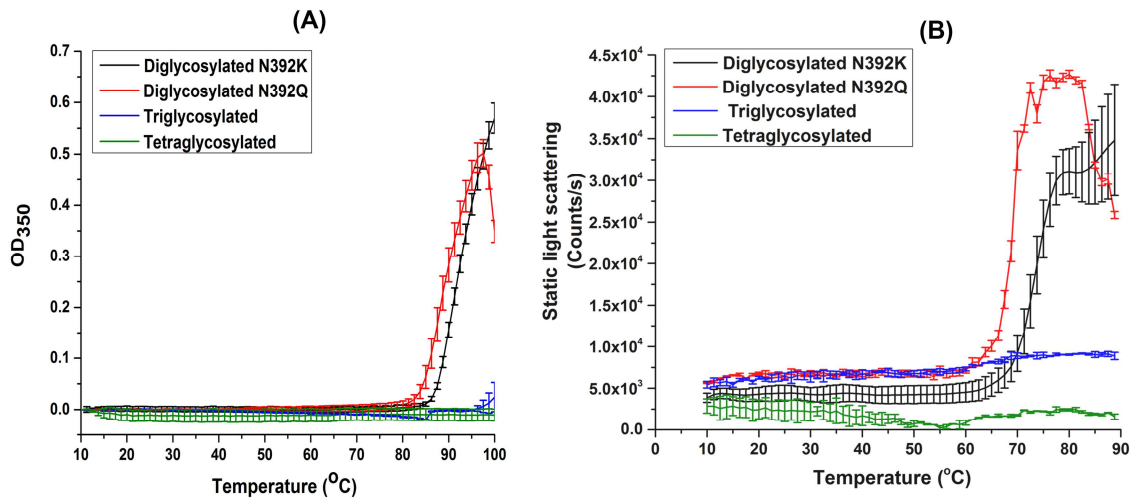 (A)
0.7
0.6
0.5
0.4
0.3
0.2
0.1
0.0
OD350
Diglycosylated N392K
Diglycosylated N392Q
Triglycosylated
Tetraglycosylated
10 20 30 40 50 60 70 80 90 100
Temperature (⁰C)
(B)
4.5x10⁴
4.0x10⁴
3.5x10⁴
3.0x10⁴
2.5x10⁴
2.0x10⁴
1.5x10⁴
1.0x10⁴
5.0x10³
0.0
Static light scattering
(Counts/s)
Diglycosylated N392K
Diglycosylated N392Q
Triglycosylated
Tetraglycosylated
0 10 20 30 40 50 60 70 80 90
Temperature (°C)